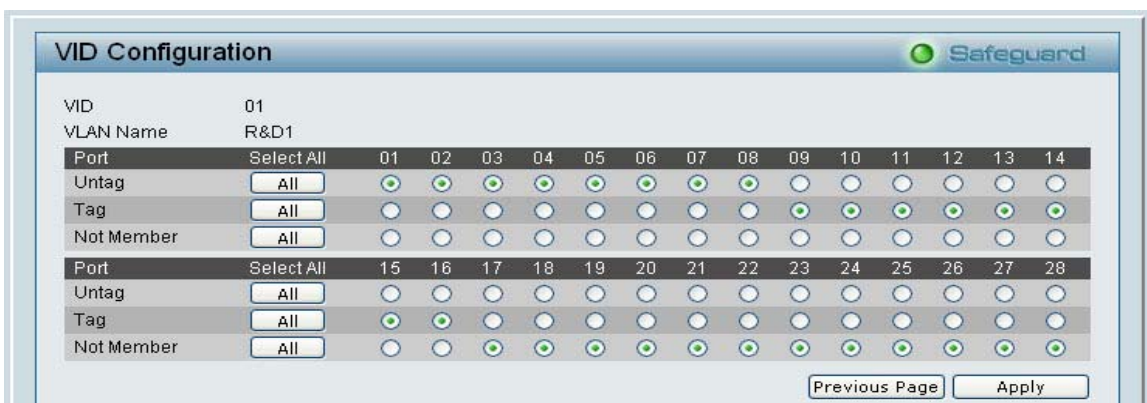 VID Configuration Safeguard
VID 01
VLAN Name R&D1
Port Select All 01 02 03 04 05 06 07 08 09 10 11 12 13 14
Untag All
Tag All
Not Member All
Port Select All 15 16 17 18 19 20 21 22 23 24 25 26 27 28
Untag All
Tag All
Not Member All
Previous Page Apply